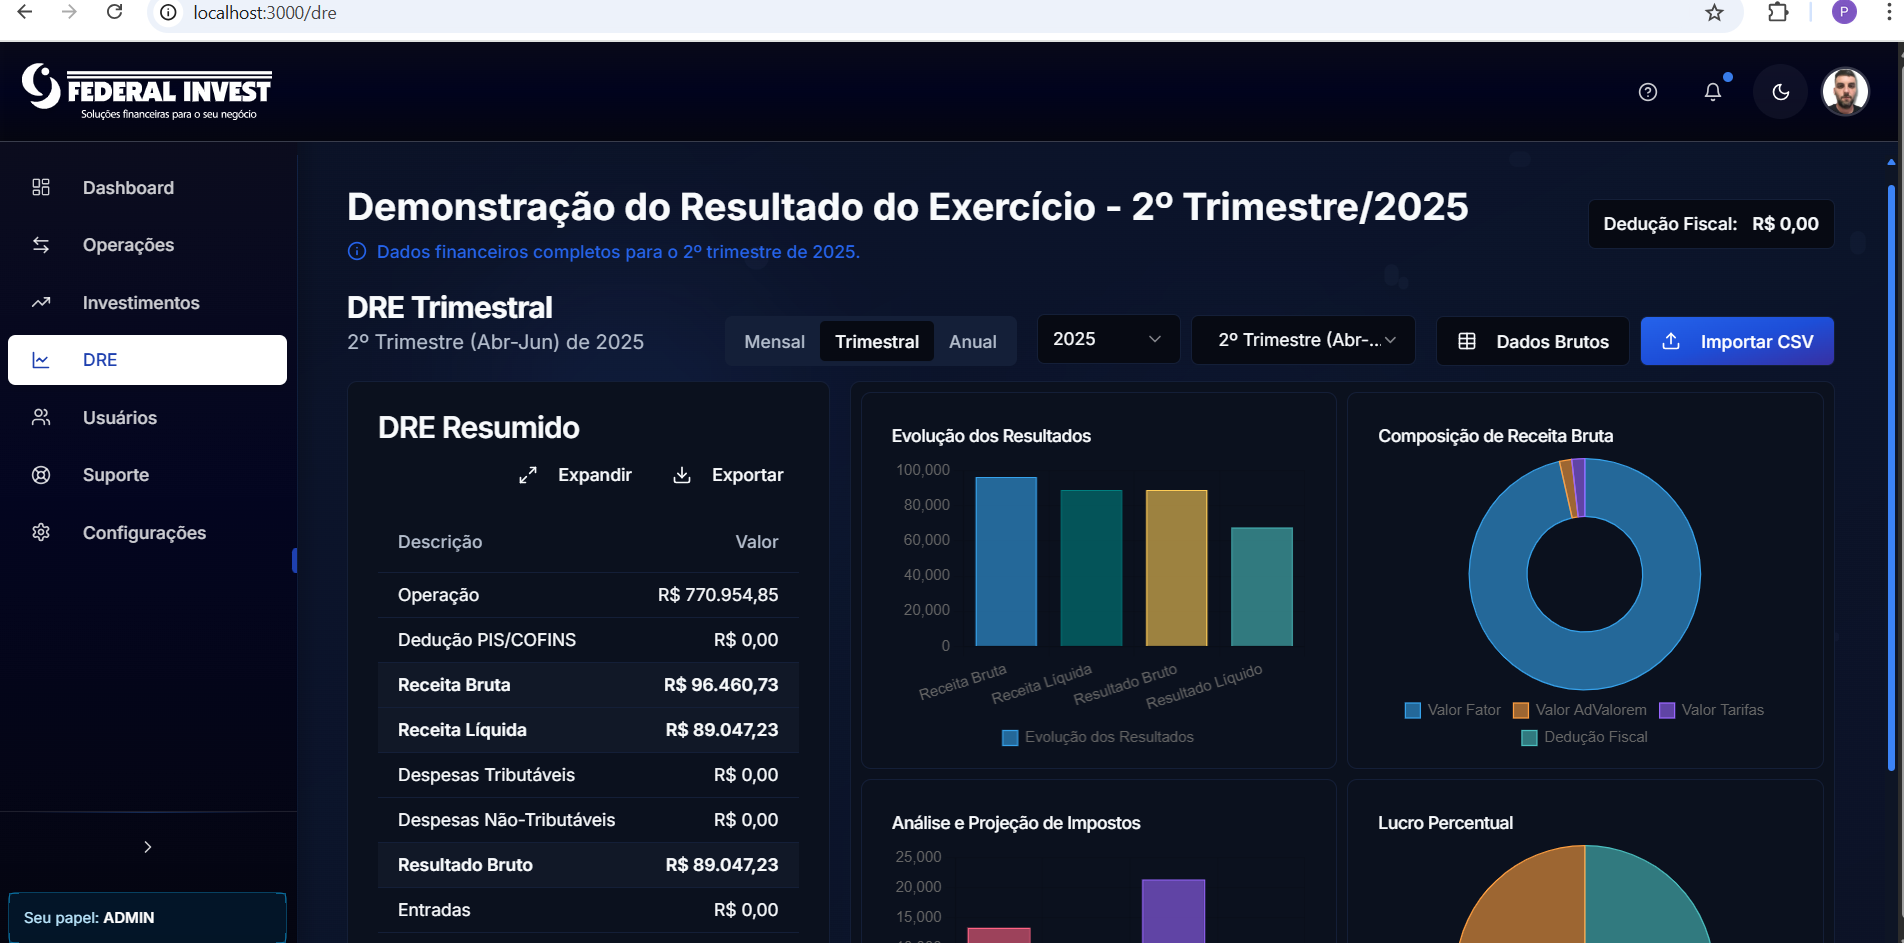 localhost:3000/dre
P
FEDERAL INVEST
Soluções financeiras para o seu negócio
Dashboard
Operações
Investimentos
DRE
Usuários
Suporte
Configurações
Seu papel: ADMIN
Demonstração do Resultado do Exercício - 2º Trimestre/2025
Dados financeiros completos para o 2º trimestre de 2025.
Dedução Fiscal: R$ 0,00
DRE Trimestral
2º Trimestre (Abr-Jun) de 2025
Mensal Trimestral Anual
2025
2º Trimestre (Abr-...
Dados Brutos
Importar CSV
DRE Resumido
Expandir Exportar
Descrição Valor
Operação R$ 770.954,85
Dedução PIS/COFINS R$ 0,00
Receita Bruta R$ 96.460,73
Receita Líquida R$ 89.047,23
Despesas Tributáveis R$ 0,00
Despesas Não-Tributáveis R$ 0,00
Resultado Bruto R$ 89.047,23
Entradas R$ 0,00
Evolução dos Resultados
100,000
80,000
60,000
40,000
20,000
0
Receita Bruta
Receita Líquida
Resultado Bruto
Resultado Líquido
Evolução dos Resultados
Composição de Receita Bruta
Valor Fator Valor AdValorem Valor Tarifas
Dedução Fiscal
Análise e Projeção de Impostos
25,000
20,000
15,000
Lucro Percentual